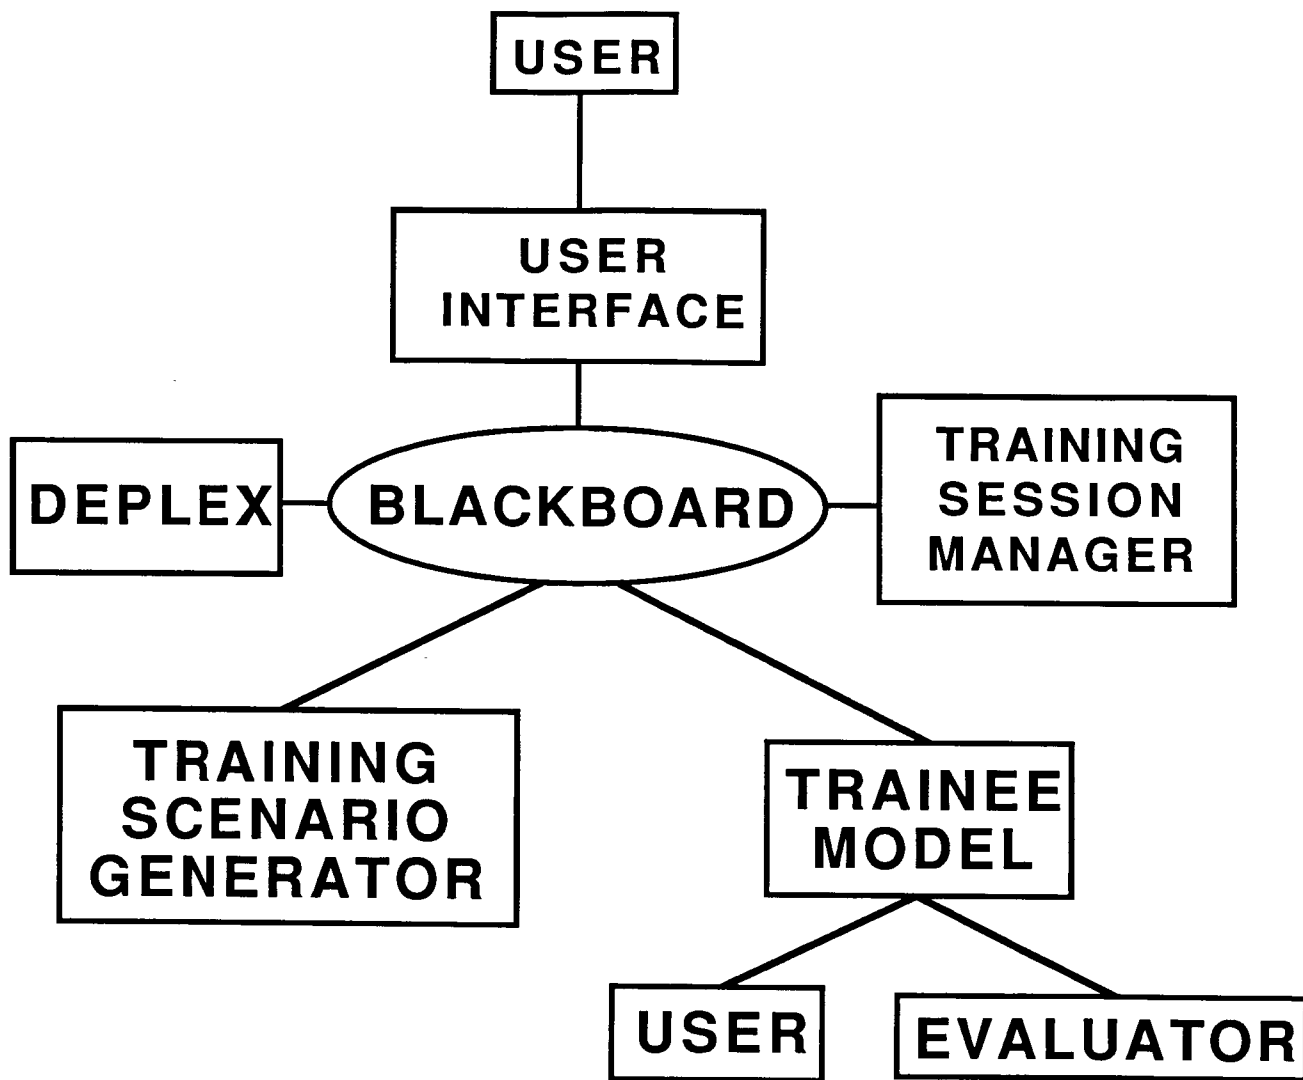 USER
USER
INTERFACE
DEPLEX
BLACKBOARD
TRAINING
SESSION
MANAGER
TRAINING
SCENARIO
GENERATOR
TRAINEE
MODEL
USER
EVALUATOR